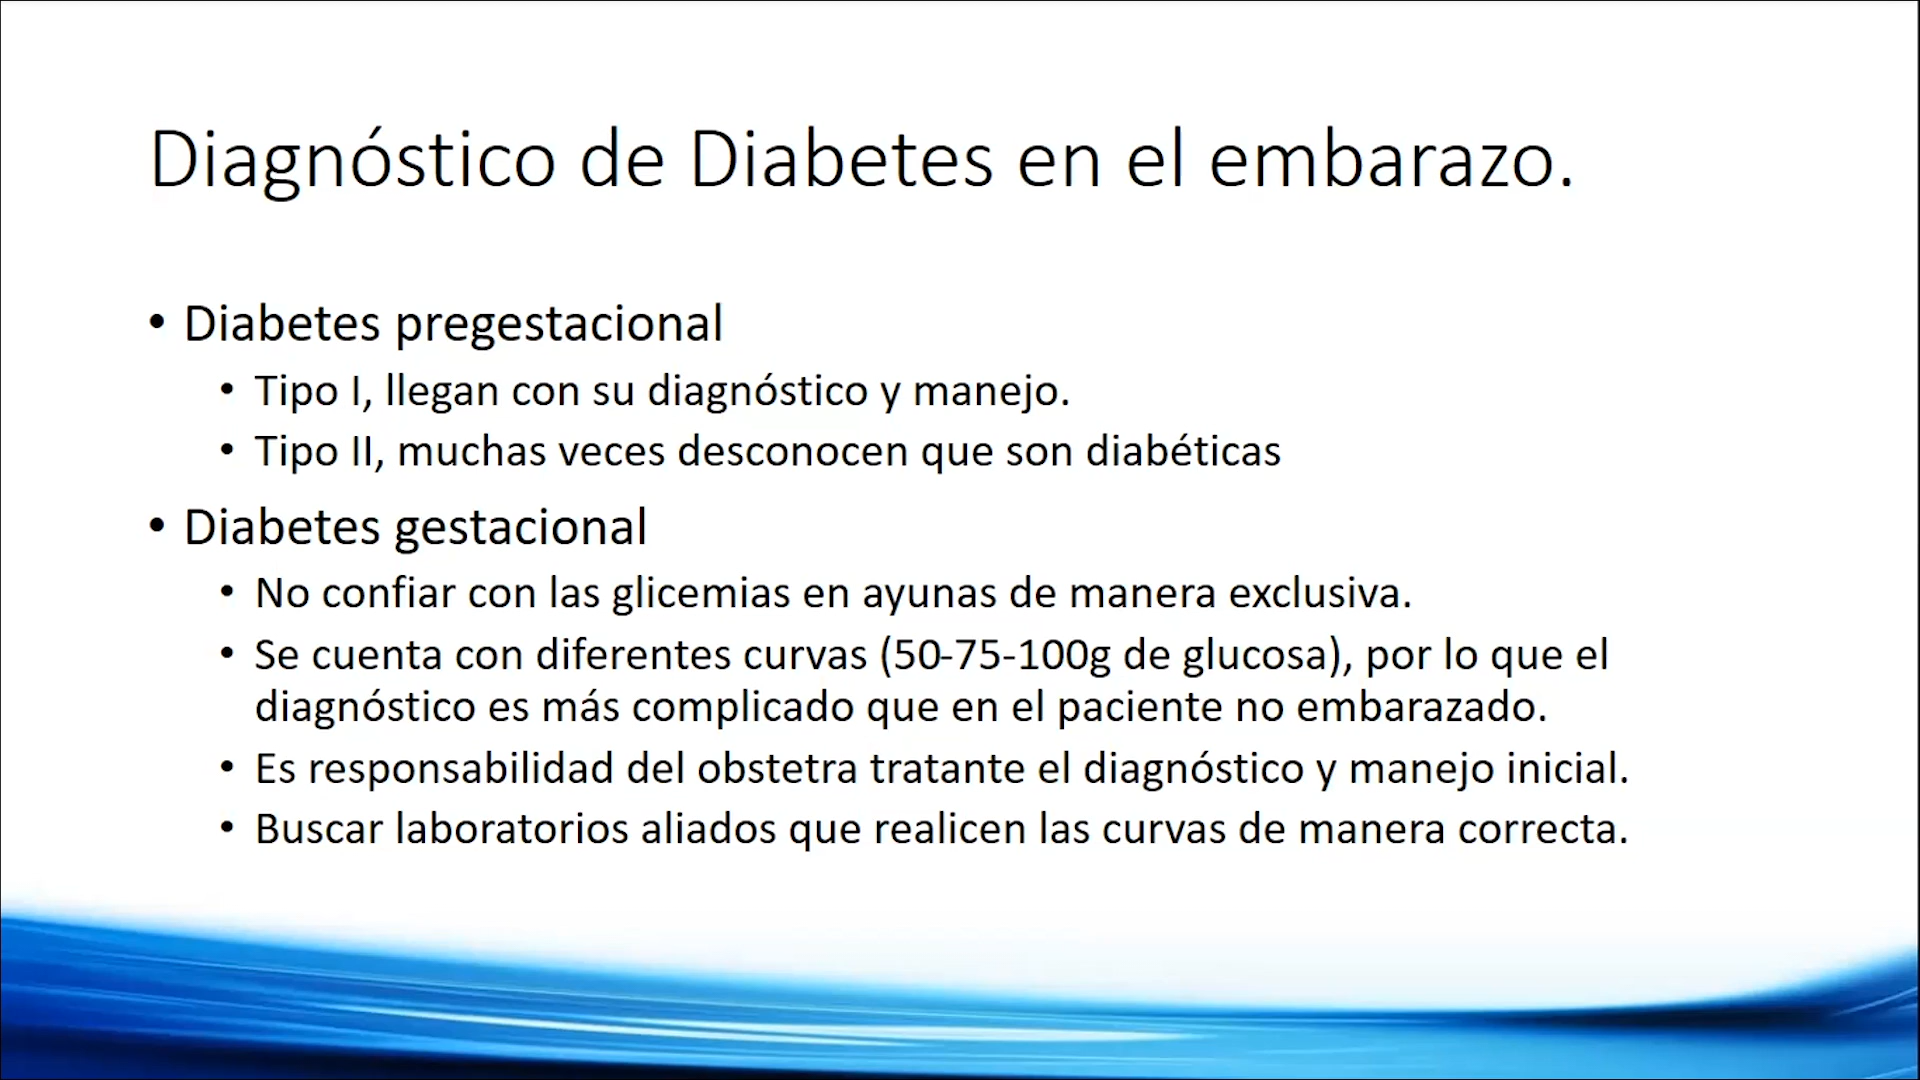 Diagnóstico de Diabetes en el embarazo.
• Diabetes pregestacional
• Tipo I, llegan con su diagnóstico y manejo.
• Tipo II, muchas veces desconocen que son diabéticas
• Diabetes gestacional
• No confiar con las glicemias en ayunas de manera exclusiva.
• Se cuenta con diferentes curvas (50-75-100g de glucosa), por lo que el
diagnóstico es más complicado que en el paciente no embarazado.
• Es responsabilidad del obstetra tratante el diagnóstico y manejo inicial.
• Buscar laboratorios aliados que realicen las curvas de manera correcta.